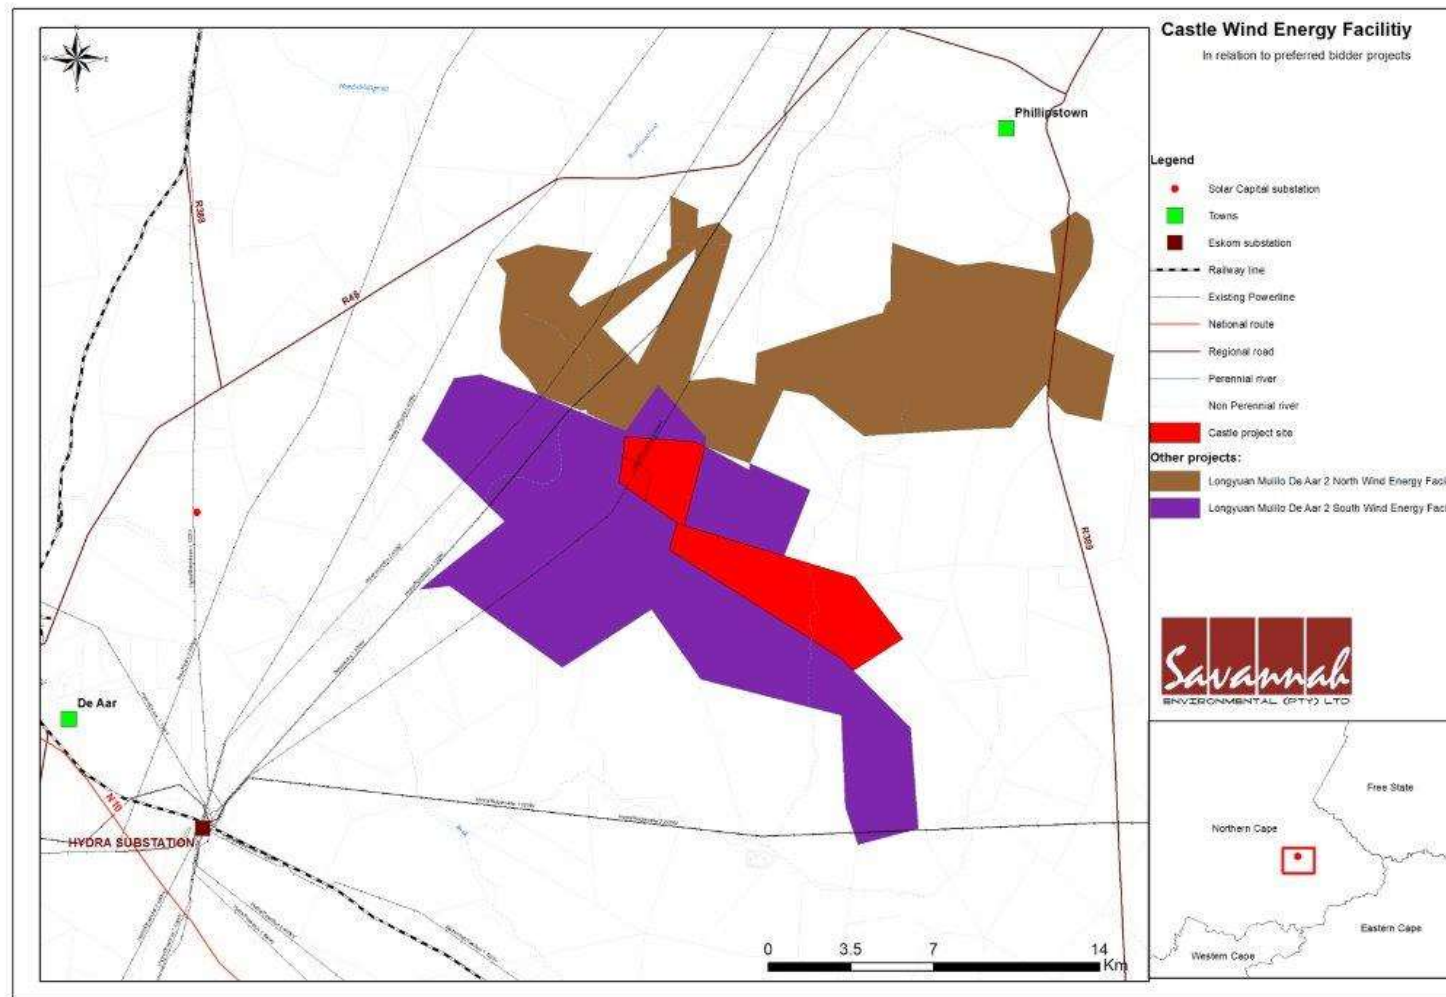 Castle Wind Energy Facilitiy
In relation to preferred bidder projects
N
S
Phillipstown
R388
R48
R389
De Aar
N10
HYDRA SUBSTATION
0 3.5 7 14
Km
Legend
Solar Capital substation
Towns
Eskom substation
Railway line
Existing Powerline
National route
Regional road
Perennial river
Non Perennial river
Castle project site
Other projects:
Longyuan Mulilo De Aar 2 North Wind Energy Faci
Longyuan Mulilo De Aar 2 South Wind Energy Faci
Savannah
ENVIRONMENTAL (PTY) LTD
Free State
Northern Cape
Eastern Cape
Western Cape